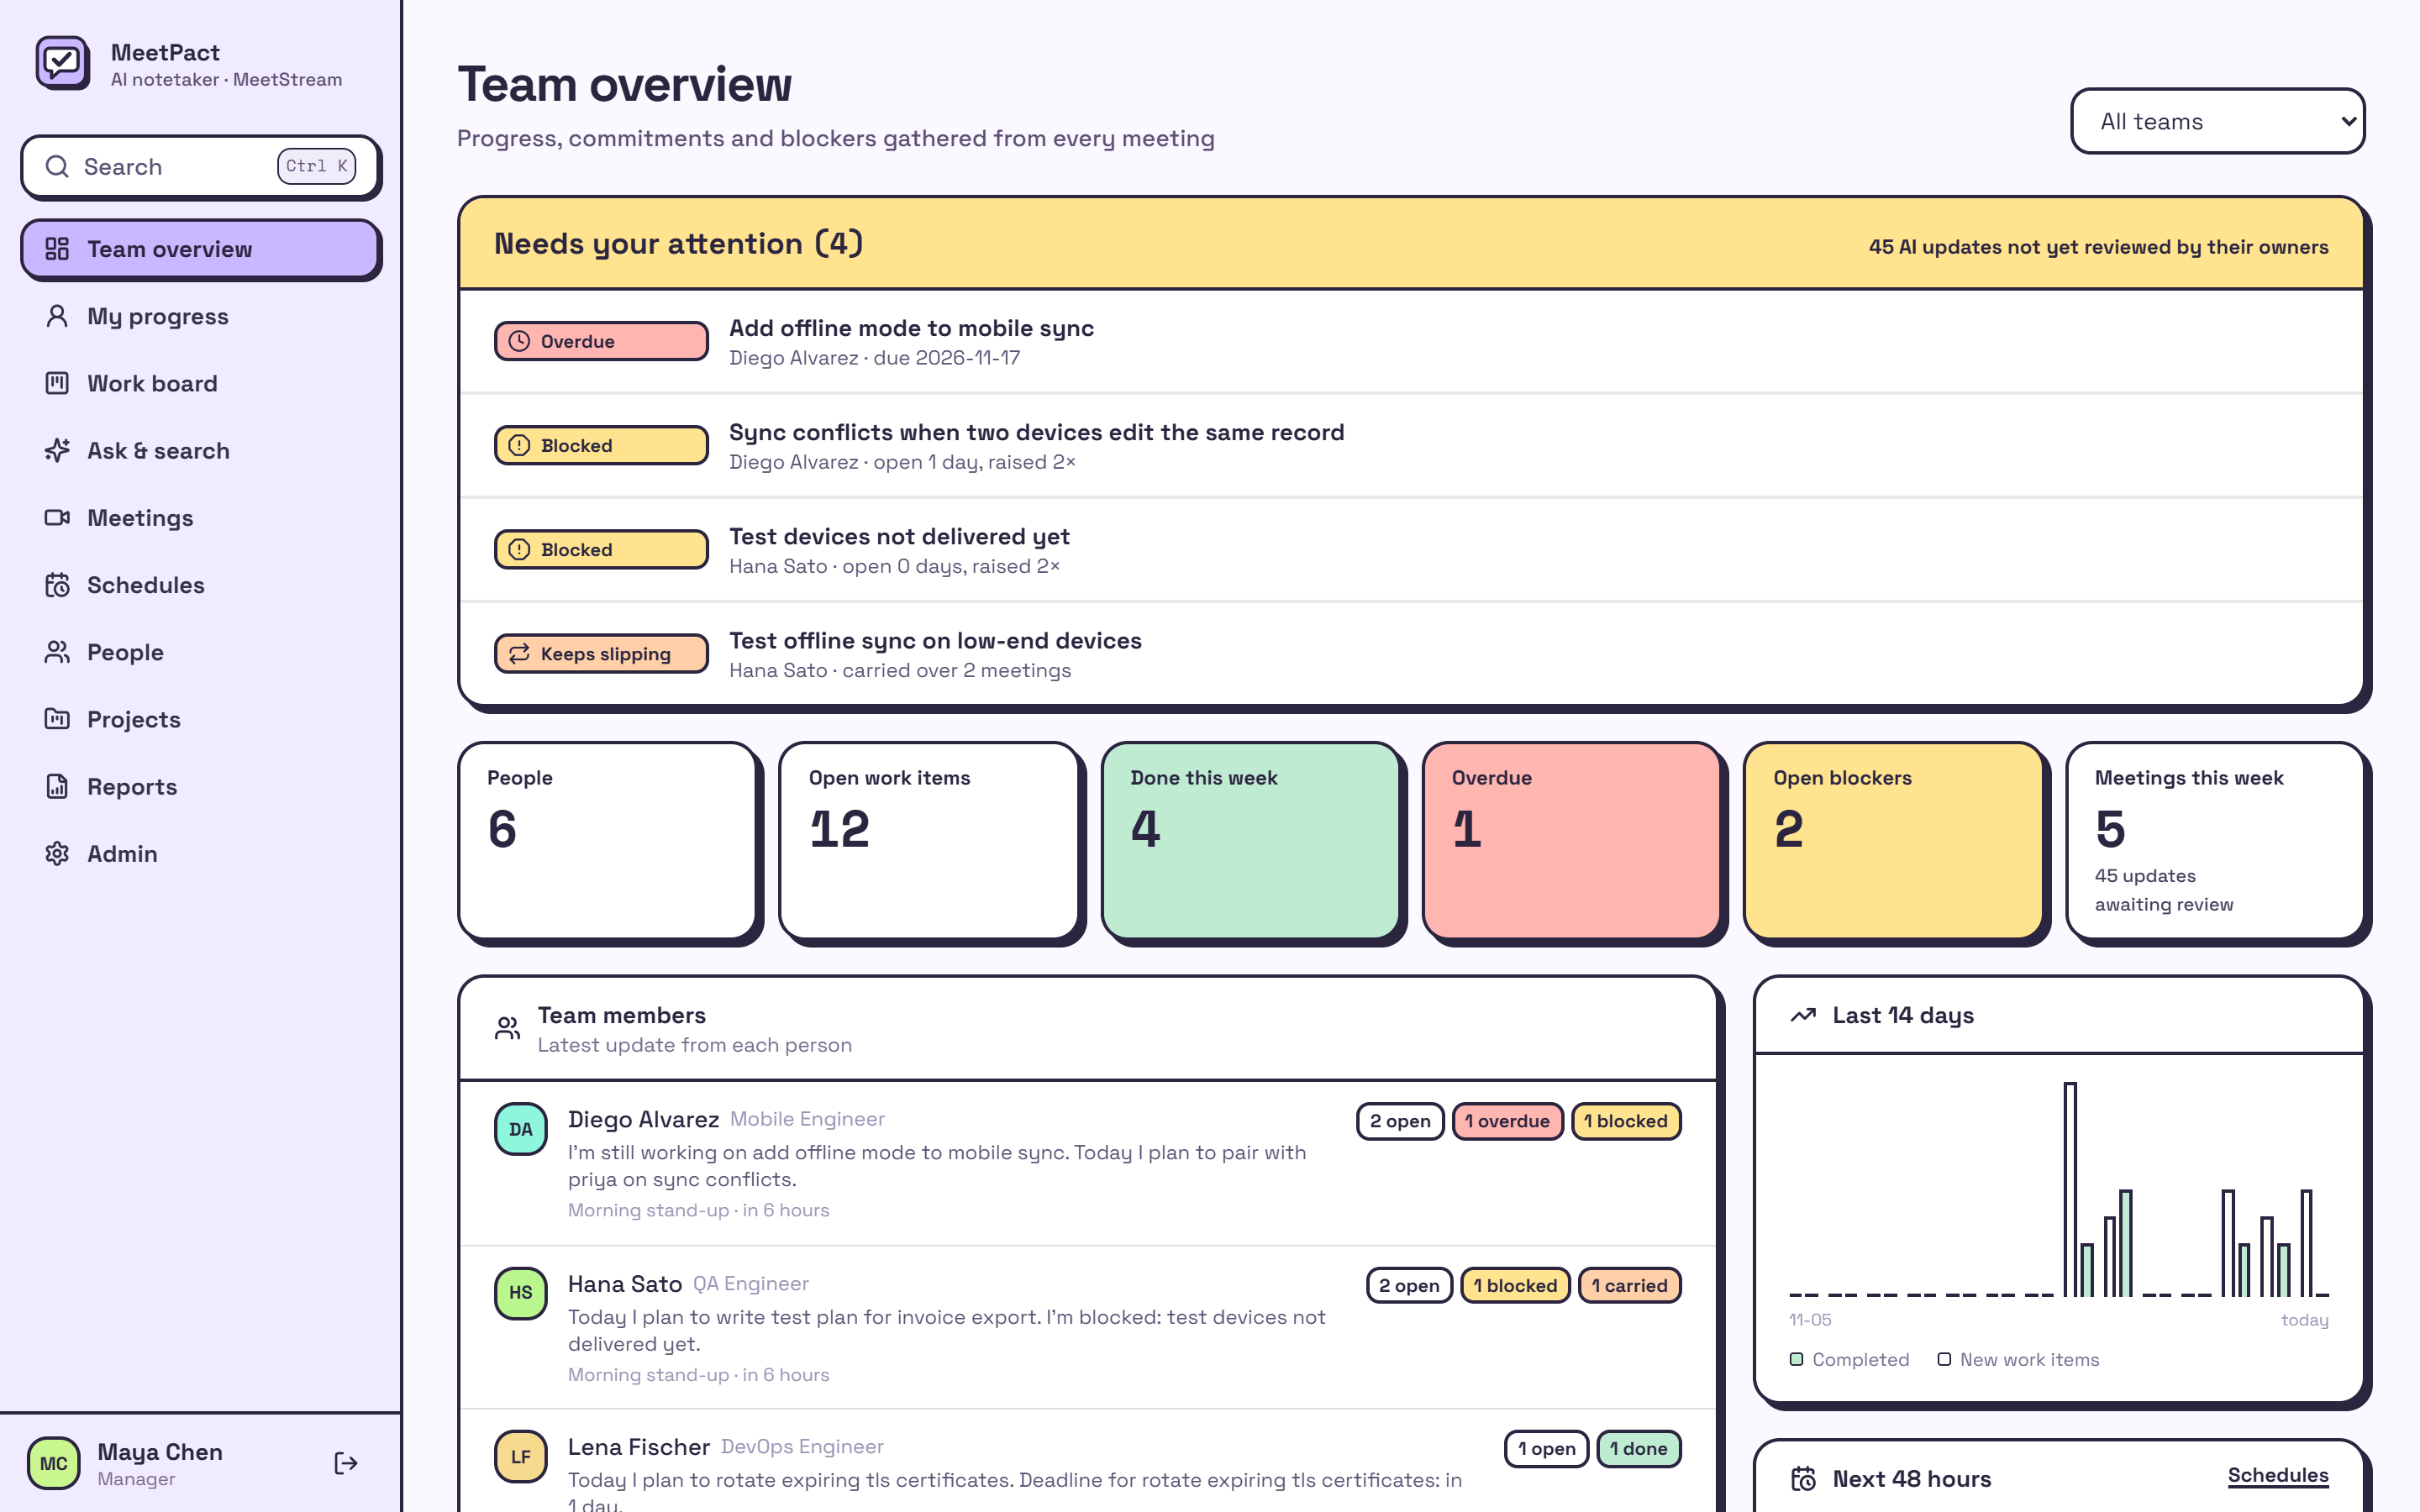 MeetPact
AI notetaker · MeetStream
Search
Ctrl K
Team overview
My progress
Work board
Ask & search
Meetings
Schedules
People
Projects
Reports
Admin
MC
Maya Chen
Manager
Team overview
Progress, commitments and blockers gathered from every meeting
All teams
Needs your attention (4)
45 AI updates not yet reviewed by their owners
Overdue
Add offline mode to mobile sync
Diego Alvarez · due 2026-11-17
Blocked
Sync conflicts when two devices edit the same record
Diego Alvarez · open 1 day, raised 2×
Blocked
Test devices not delivered yet
Hana Sato · open 0 days, raised 2×
Keeps slipping
Test offline sync on low-end devices
Hana Sato · carried over 2 meetings
People
6
Open work items
12
Done this week
4
Overdue
1
Open blockers
2
Meetings this week
5
45 updates
awaiting review
Team members
Latest update from each person
DA
Diego Alvarez Mobile Engineer
2 open
1 overdue
1 blocked
I'm still working on add offline mode to mobile sync. Today I plan to pair with
priya on sync conflicts.
Morning stand-up · in 6 hours
HS
Hana Sato QA Engineer
2 open
1 blocked
1 carried
Today I plan to write test plan for invoice export. I'm blocked: test devices not
delivered yet.
Morning stand-up · in 6 hours
LF
Lena Fischer DevOps Engineer
1 open
1 done
Today I plan to rotate expiring tls certificates. Deadline for rotate expiring tls certificates: in
1 day.
Last 14 days
11-05
today
Completed
New work items
Next 48 hours
Schedules